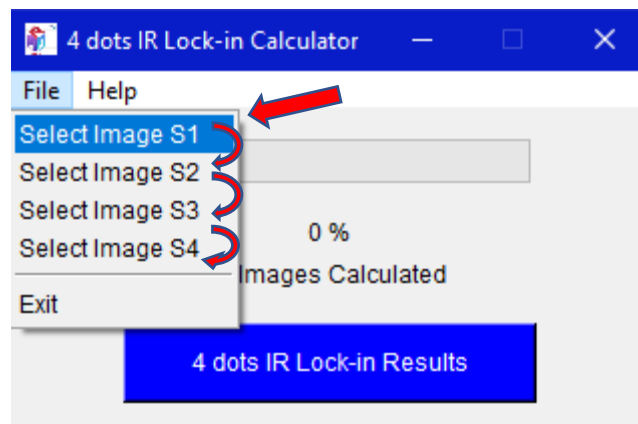 4 dots IR Lock-in Calculator
File Help
Select Image S1
Select Image S2
Select Image S3
Select Image S4
Exit
0 %
Images Calculated
4 dots IR Lock-in Results